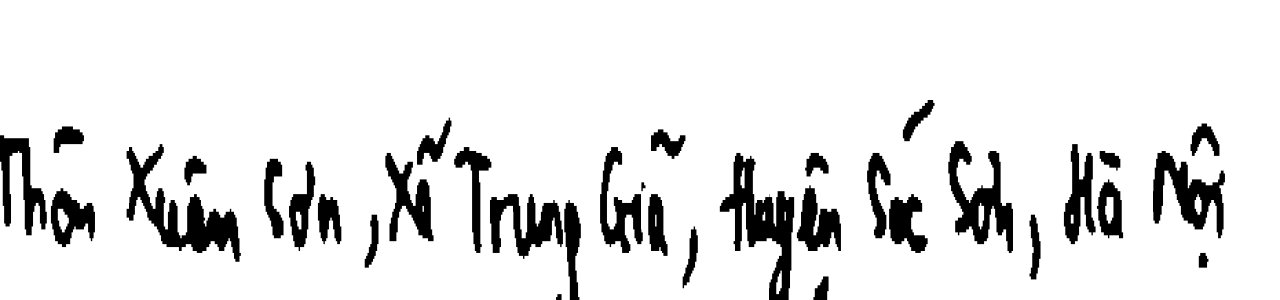 Thôn Xuân Sơn, Xã Trung Giã, Huyện Sóc Sơn, Hà Nội